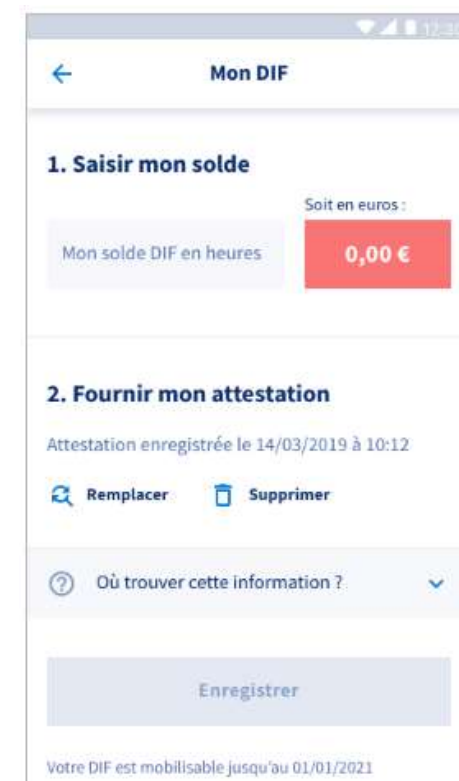 Mon DIF
1. Saisir mon solde
Soit en euros :
Mon solde DIF en heures
0,00 €
2. Fournir mon attestation
Attestation enregistrée le 14/03/2019 à 10:12
Remplacer Supprimer
Où trouver cette information ?
Enregistrer
Votre DIF est mobilisable jusqu'au 01/01/2021